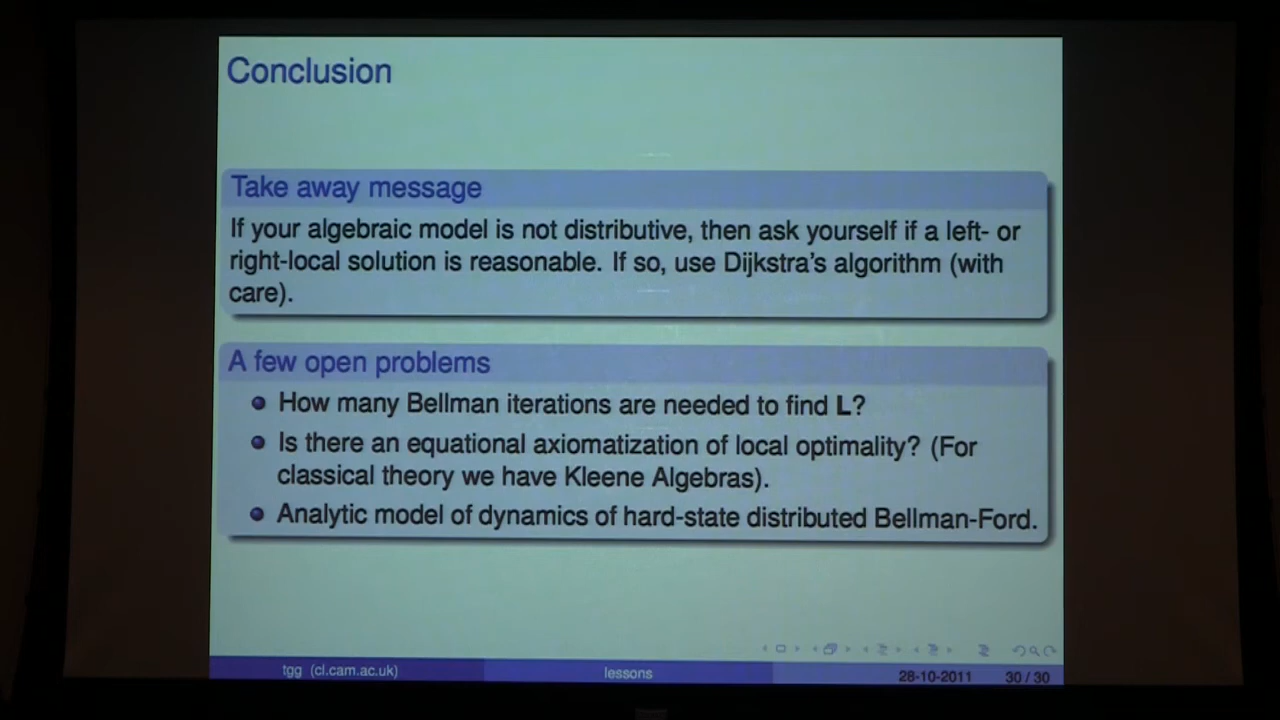 Conclusion
Take away message
If your algebraic model is not distributive, then ask yourself if a left- or
right-local solution is reasonable. If so, use Dijkstra's algorithm (with
care).
A few open problems
How many Bellman iterations are needed to find L?
Is there an equational axiomatization of local optimality? (For
classical theory we have Kleene Algebras).
Analytic model of dynamics of hard-state distributed Bellman-Ford.
tgg (cl.cam.ac.uk)
lessons
28-10-2011
30 / 30